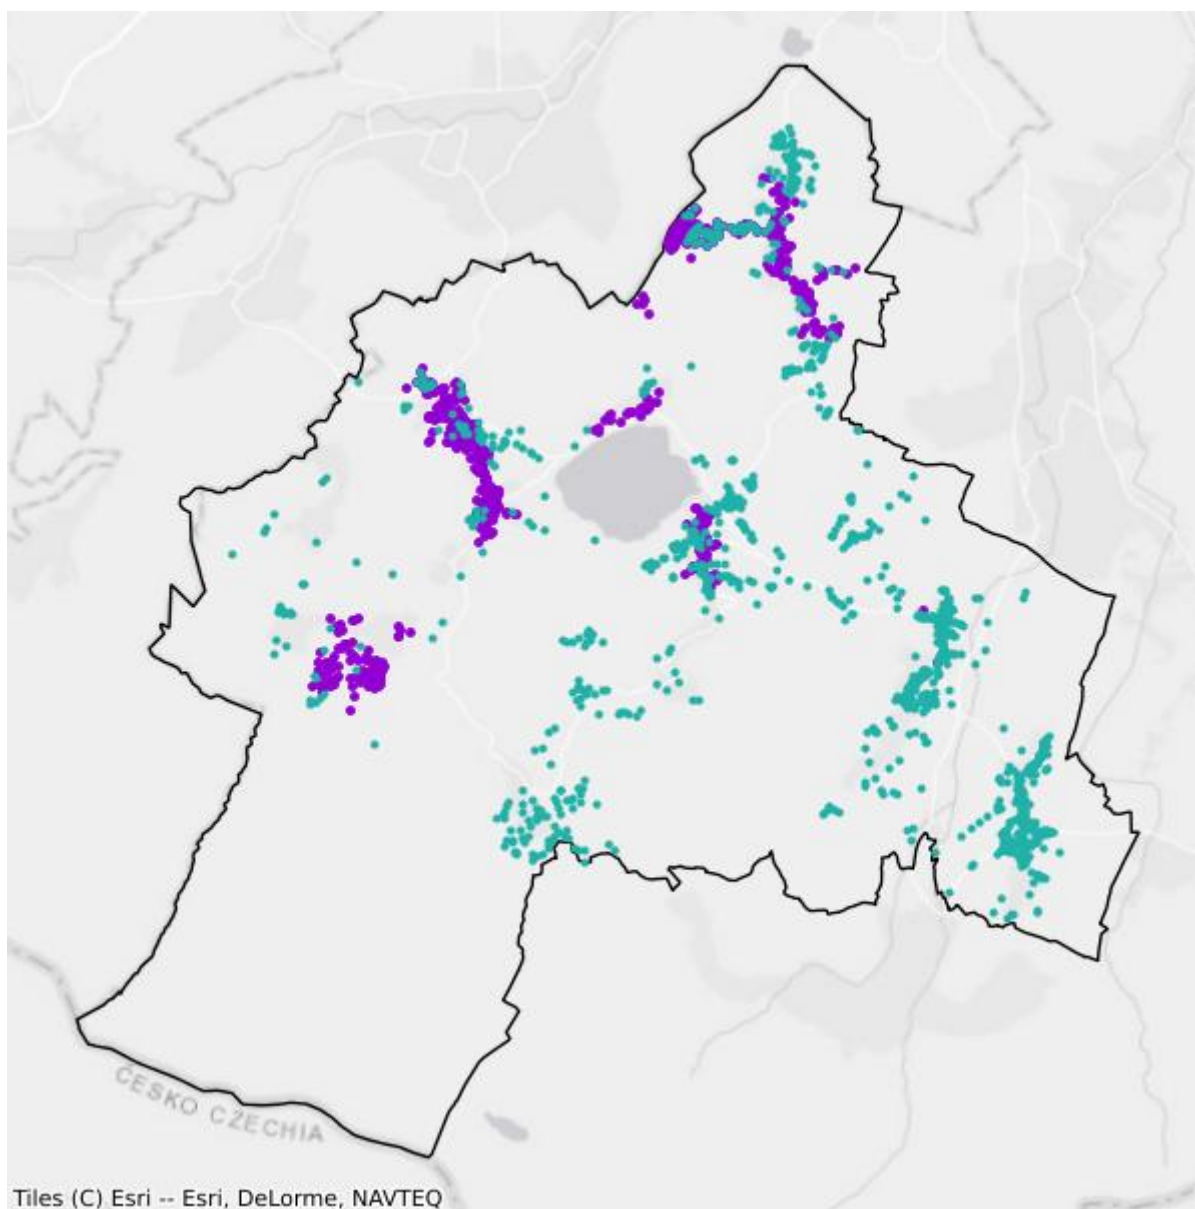 ČESKO CZECHIA
Tiles (C) Esri -- Esri, DeLorme, NAVTEQ